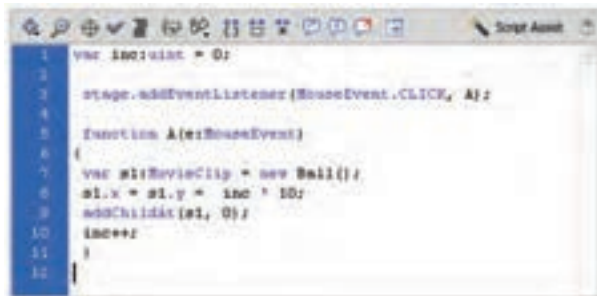 Script Assist
1 var inc:uint = 0;
2
3 stage.addEventListener(MouseEvent.CLICK, A);
4
5 function A(e:MouseEvent)
6 {
7 var s1:MovieClip = new Ball();
8 s1.x = s1.y = inc * 10;
9 addChildAt(s1, 0);
10 inc++;
11 }
12